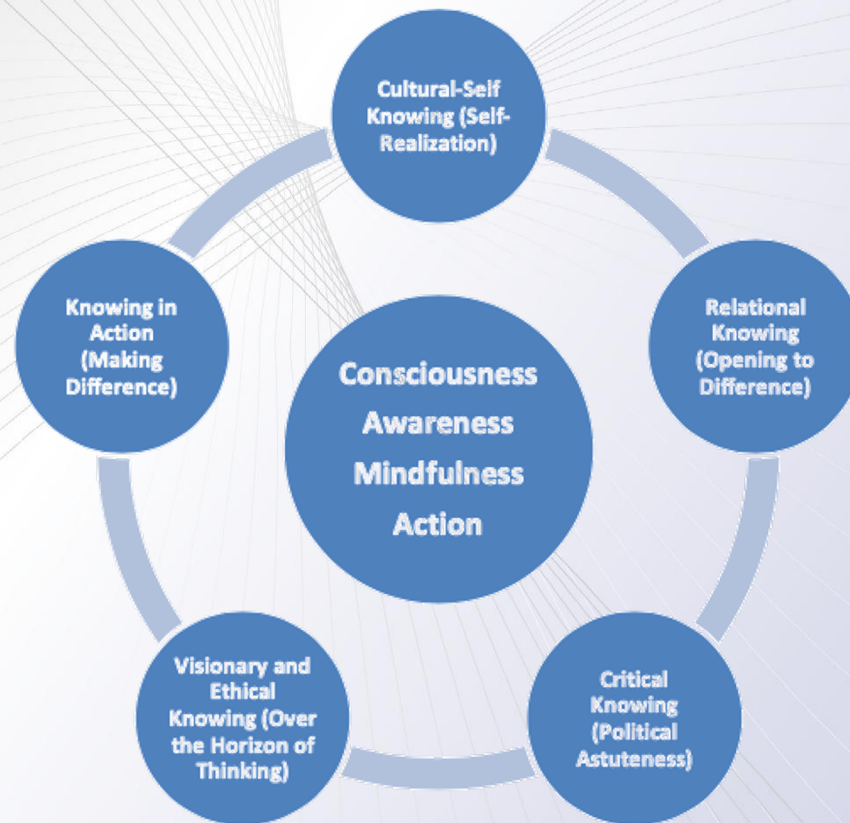 Cultural-Self
Knowing (Self-
Realization)
Knowing in
Action
(Making
Difference)
Relational
Knowing
(Opening to
Difference)
Consciousness
Awareness
Mindfulness
Action
Visionary and
Ethical
Knowing (Over
the Horizon of
Thinking)
Critical
Knowing
(Political
Astuteness)